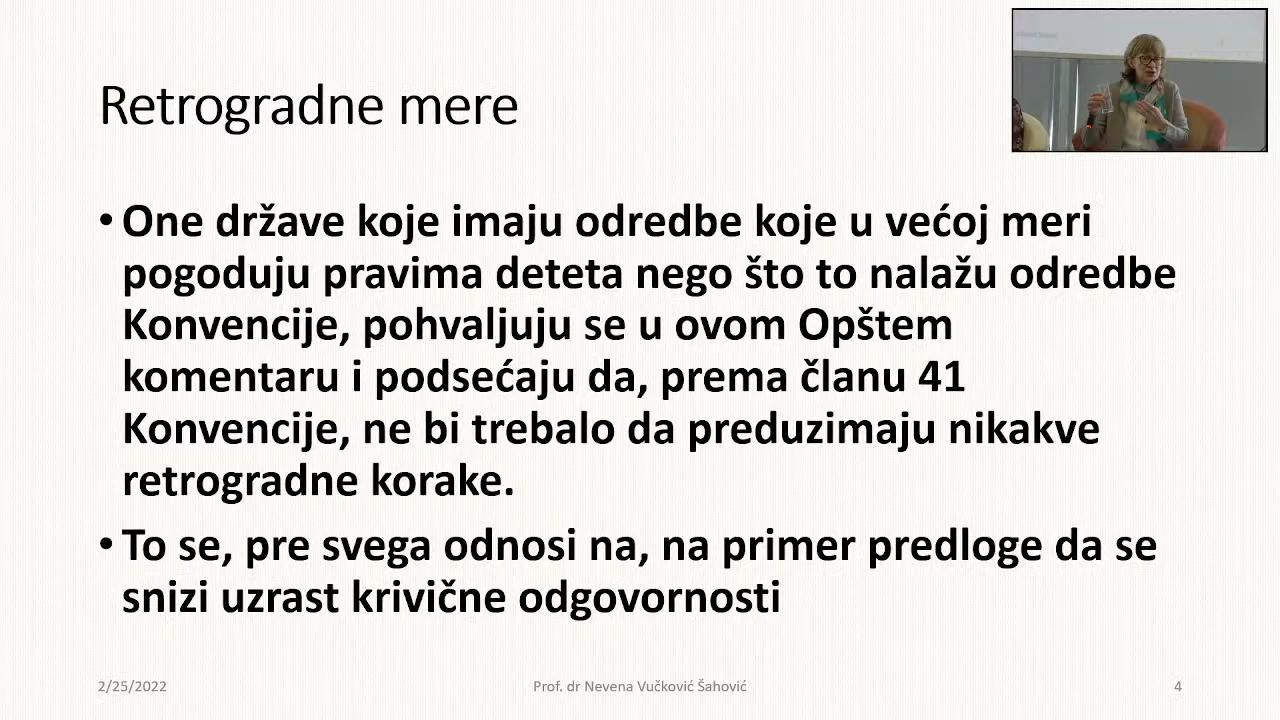 Retrogradne mere
• One države koje imaju odredbe koje u većoj meri
pogoduju pravima deteta nego što to nalažu odredbe
Konvencije, pohvaljuju se u ovom Opštem
komentaru i podsećaju da, prema članu 41
Konvencije, ne bi trebalo da preduzimaju nikakve
retrogradne korake.
• To se, pre svega odnosi na, na primer predloge da se
snizi uzrast krivične odgovornosti
2/25/2022
Prof. dr Nevena Vučković Šahović
4